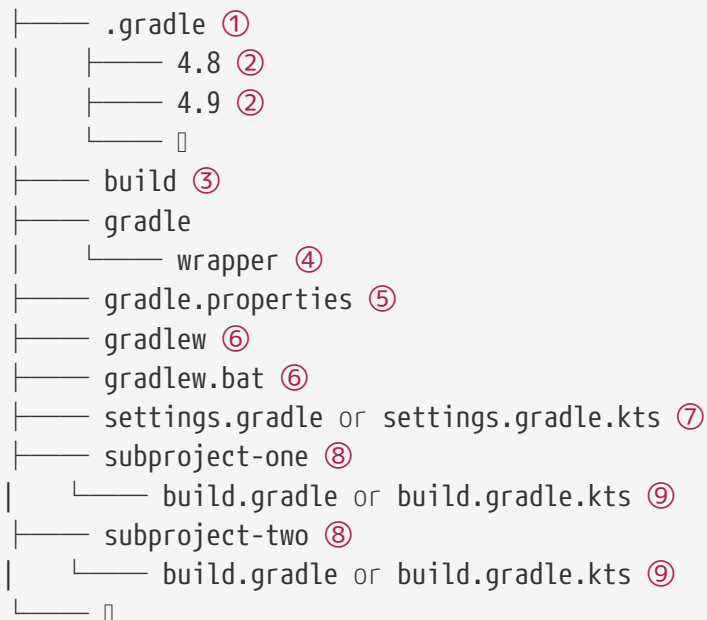 ├── .gradle ①
│ ├── 4.8 ②
│ ├── 4.9 ②
│ └── ▯
├── build ③
├── gradle
│ └── wrapper ④
├── gradle.properties ⑤
├── gradlew ⑥
├── gradlew.bat ⑥
├── settings.gradle or settings.gradle.kts ⑦
├── subproject-one ⑧
| └── build.gradle or build.gradle.kts ⑨
├── subproject-two ⑧
| └── build.gradle or build.gradle.kts ⑨
└── ▯